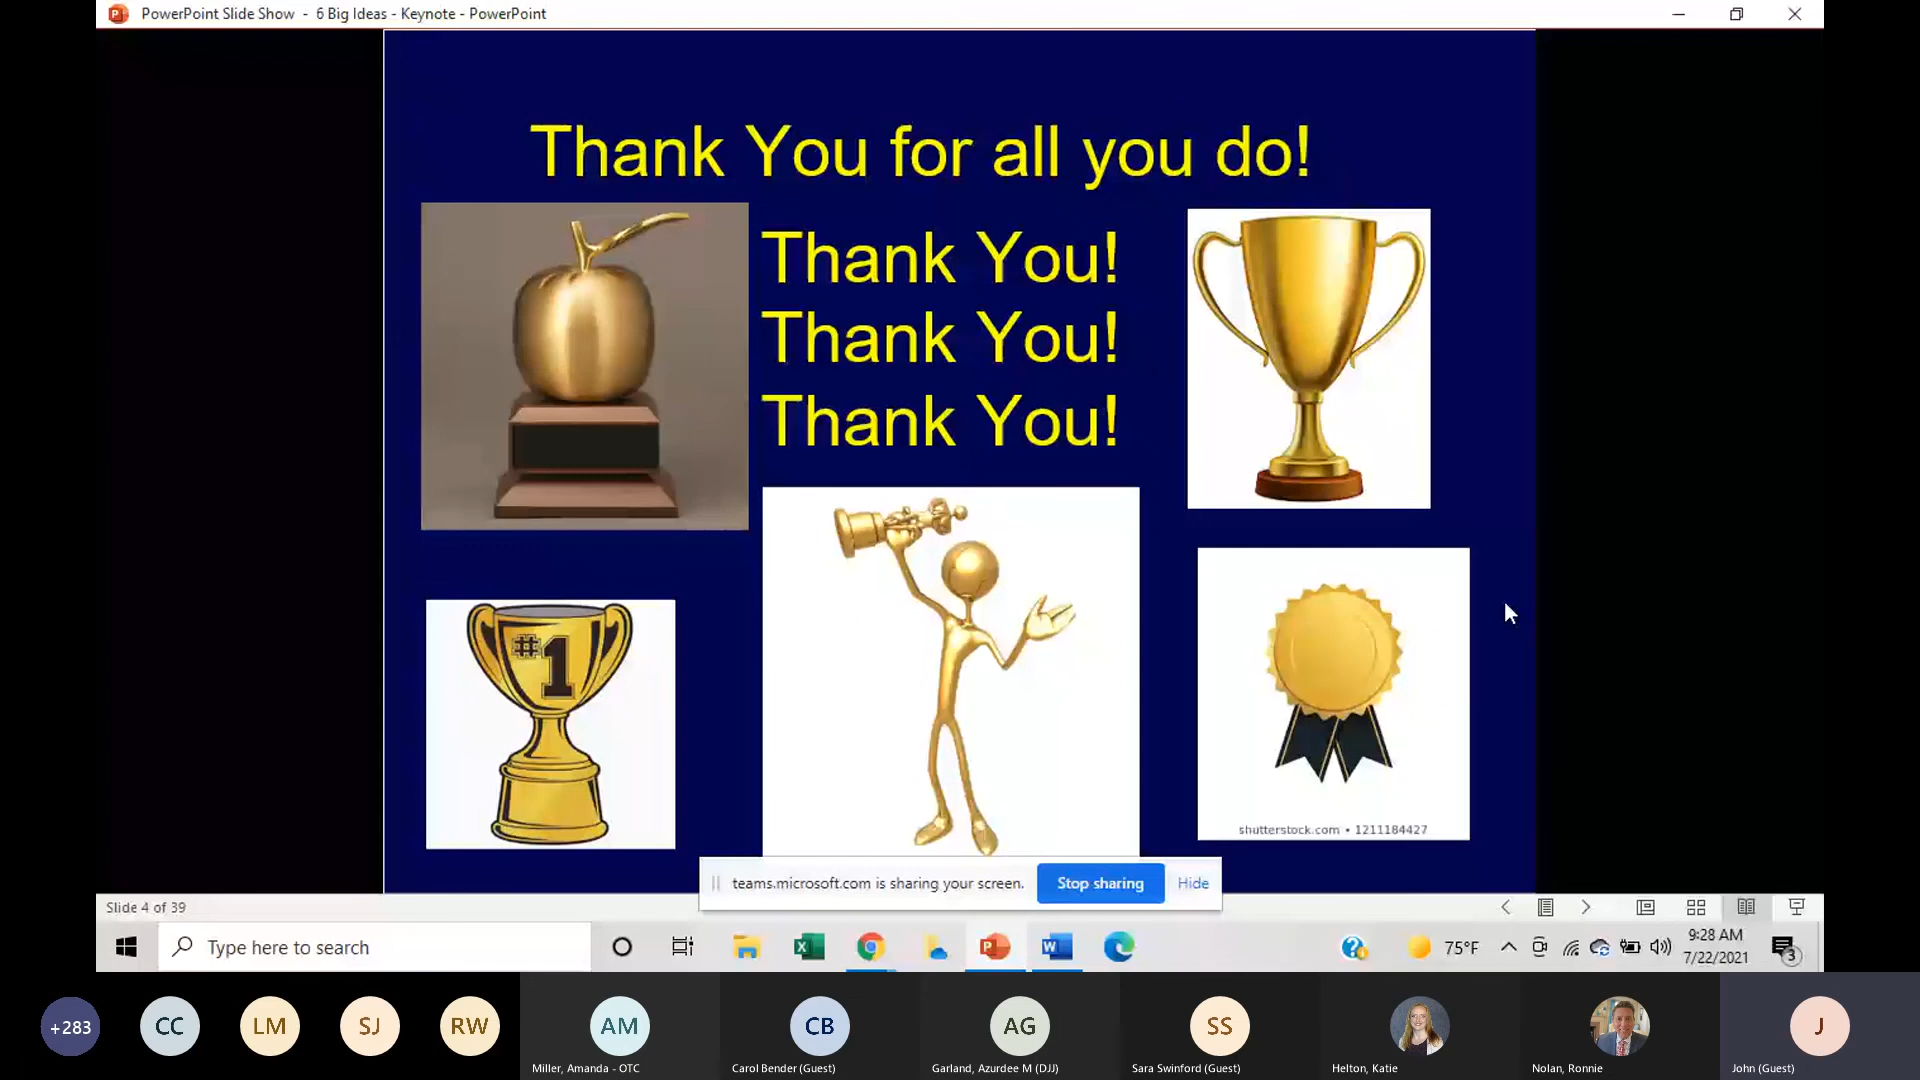 PowerPoint Slide Show - 6 Big Ideas - Keynote - PowerPoint
Thank You for all you do!
Thank You!
Thank You!
Thank You!
#1
shutterstock.com • 1211184427
teams.microsoft.com is sharing your screen.
Stop sharing
Hide
Slide 4 of 39
Type here to search
75°F
9:28 AM
7/22/2021
3
+283
CC
LM
SJ
RW
AM
CB
AG
SS
J
Miller, Amanda - OTC
Carol Bender (Guest)
Garland, Azurdee M (DJJ)
Sara Swinford (Guest)
Helton, Katie
Nolan, Ronnie
John (Guest)